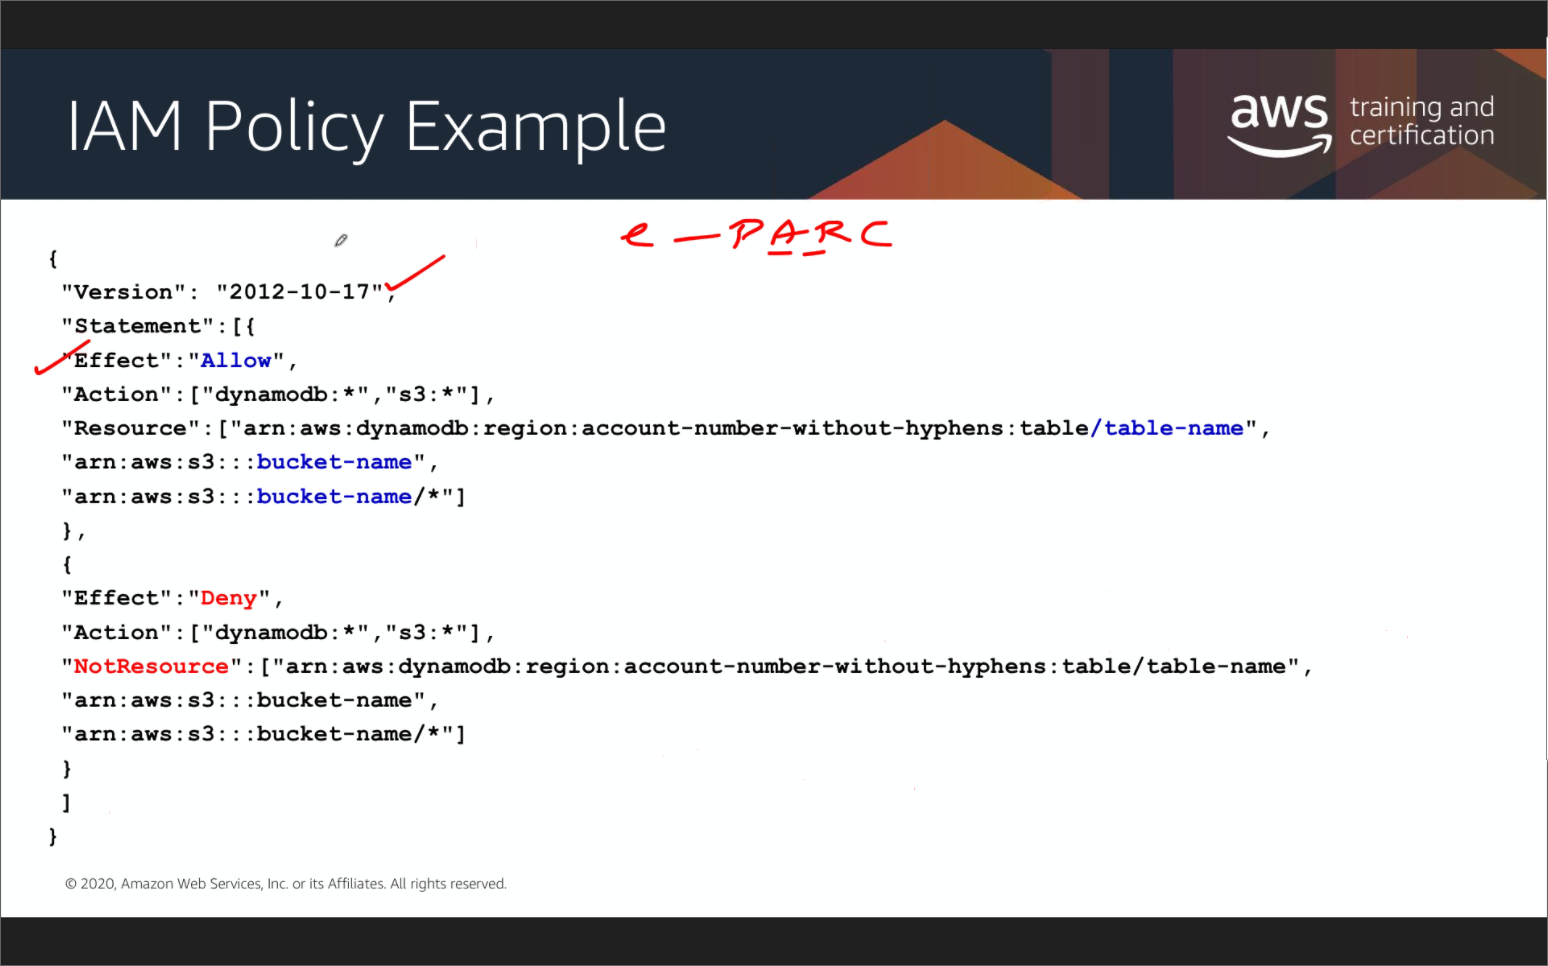 IAM Policy Example
aws training and
certification
e - PARC
{
"Version": "2012-10-17",
"Statement":[{
"Effect":"Allow",
"Action":["dynamodb:*","s3:*"],
"Resource":["arn:aws:dynamodb:region:account-number-without-hyphens:table/table-name",
"arn:aws:s3:::bucket-name",
"arn:aws:s3:::bucket-name/*"]
},
{
"Effect":"Deny",
"Action":["dynamodb:*","s3:*"],
"NotResource":["arn:aws:dynamodb:region:account-number-without-hyphens:table/table-name",
"arn:aws:s3:::bucket-name",
"arn:aws:s3:::bucket-name/*"]
}
]
}
© 2020, Amazon Web Services, Inc. or its Affiliates. All rights reserved.